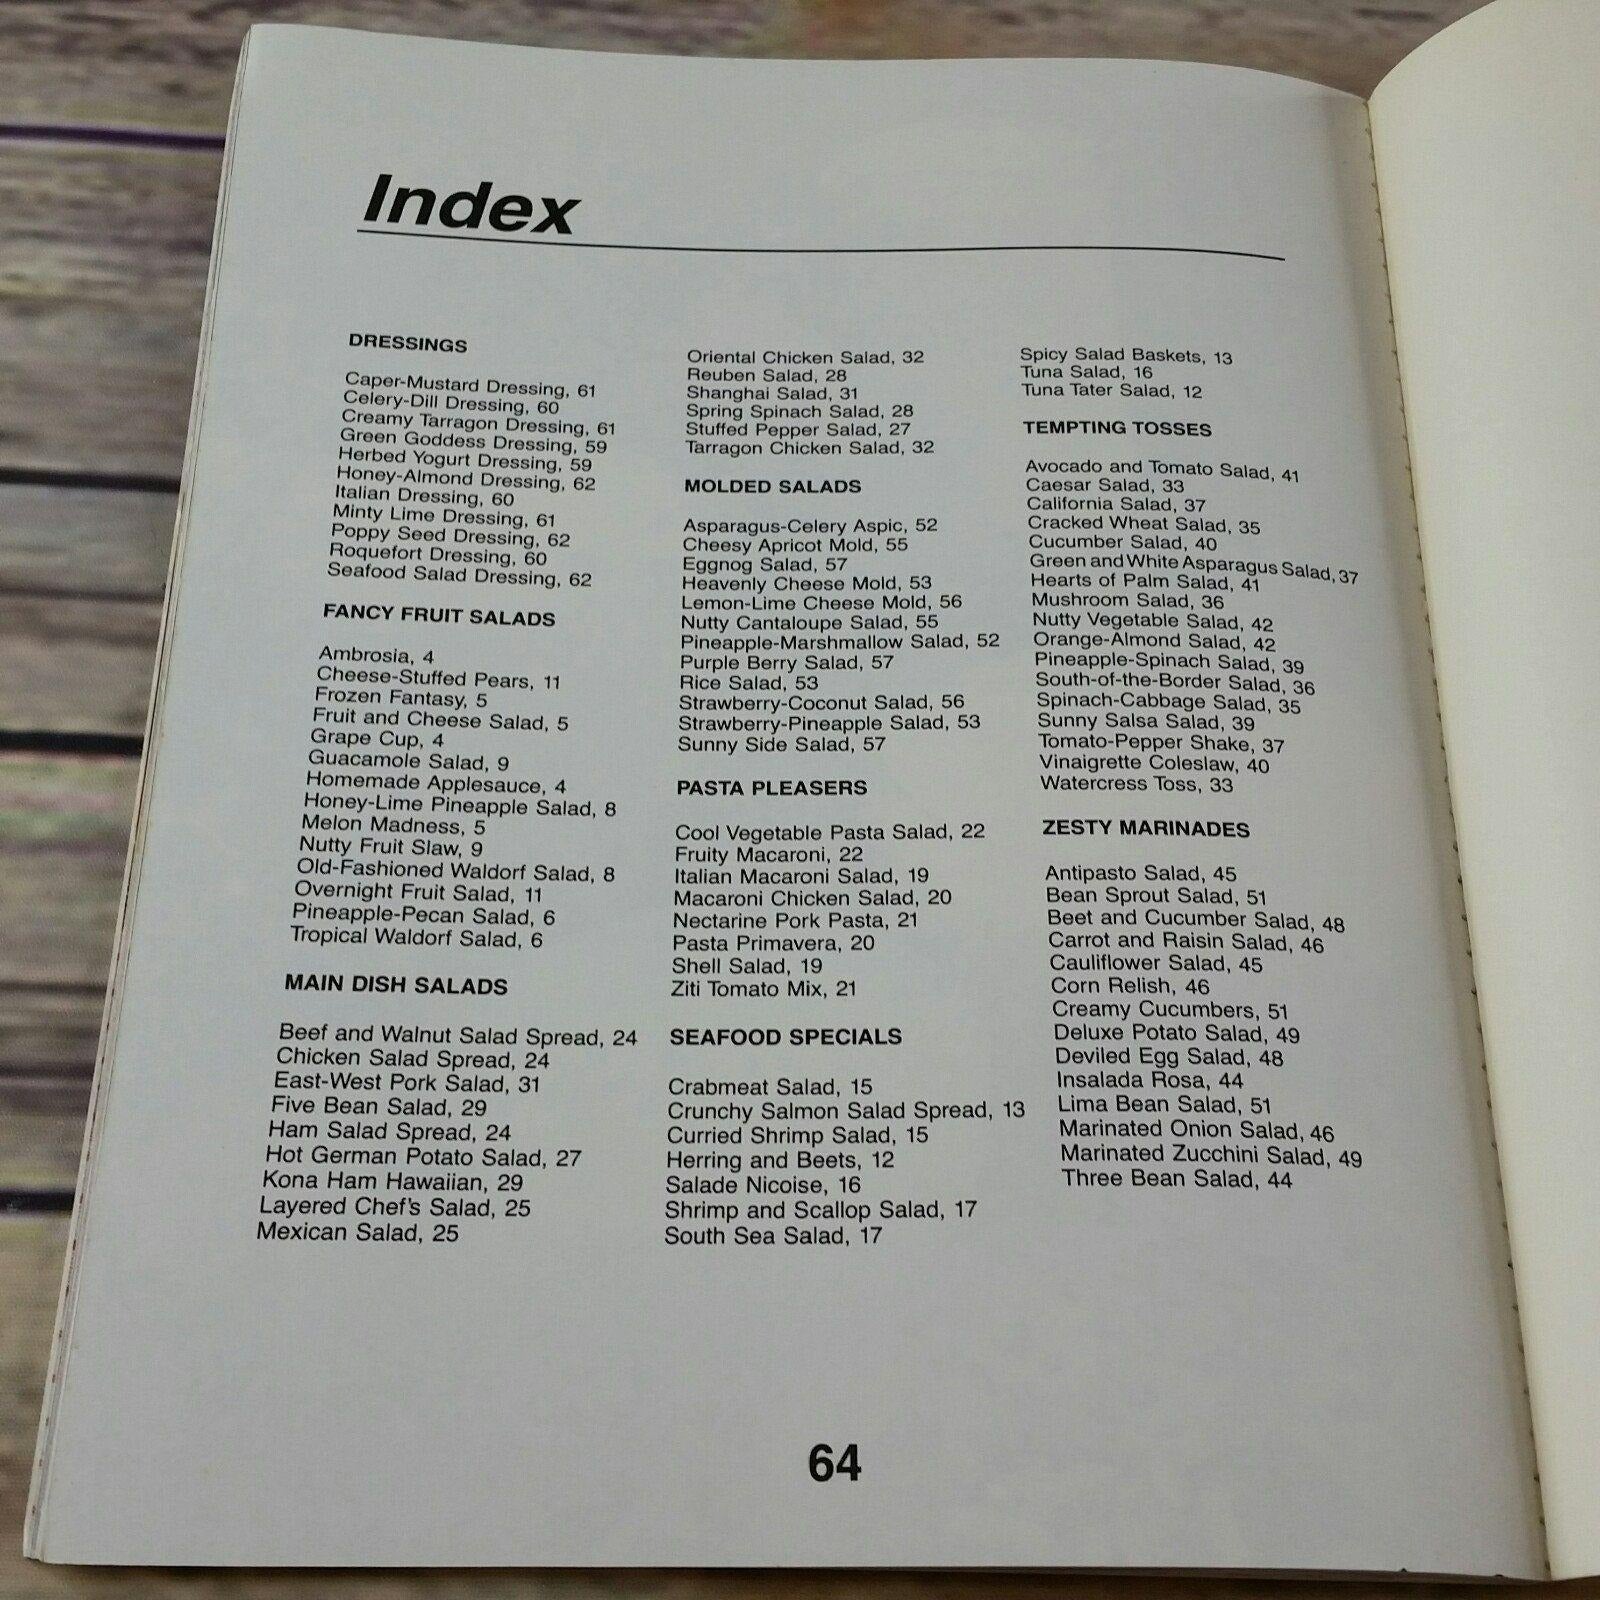 Index
DRESSINGS
Caper-Mustard Dressing, 61
Celery-Dill Dressing, 60
Creamy Tarragon Dressing, 61
Green Goddess Dressing, 59
Herbed Yogurt Dressing, 59
Honey-Almond Dressing, 62
Italian Dressing, 60
Minty Lime Dressing, 61
Poppy Seed Dressing, 62
Roquefort Dressing, 60
Seafood Salad Dressing, 62
FANCY FRUIT SALADS
Ambrosia, 4
Cheese-Stuffed Pears, 11
Frozen Fantasy, 5
Fruit and Cheese Salad, 5
Grape Cup, 4
Guacamole Salad, 9
Homemade Applesauce, 4
Honey-Lime Pineapple Salad, 8
Melon Madness, 5
Nutty Fruit Slaw, 9
Old-Fashioned Waldorf Salad, 8
Overnight Fruit Salad, 11
Pineapple-Pecan Salad, 6
Tropical Waldorf Salad, 6
MAIN DISH SALADS
Beef and Walnut Salad Spread, 24
Chicken Salad Spread, 24
East-West Pork Salad, 31
Five Bean Salad, 29
Ham Salad Spread, 24
Hot German Potato Salad, 27
Kona Ham Hawaiian, 29
Layered Chef's Salad, 25
Mexican Salad, 25
Oriental Chicken Salad, 32
Reuben Salad, 28
Shanghai Salad, 31
Spring Spinach Salad, 28
Stuffed Pepper Salad, 27
Tarragon Chicken Salad, 32
MOLDED SALADS
Asparagus-Celery Aspic, 52
Cheesy Apricot Mold, 55
Eggnog Salad, 57
Heavenly Cheese Mold, 53
Lemon-Lime Cheese Mold, 56
Nutty Cantaloupe Salad, 55
Pineapple-Marshmallow Salad, 52
Purple Berry Salad, 57
Rice Salad, 53
Strawberry-Coconut Salad, 56
Strawberry-Pineapple Salad, 53
Sunny Side Salad, 57
PASTA PLEASERS
Cool Vegetable Pasta Salad, 22
Fruity Macaroni, 22
Italian Macaroni Salad, 19
Macaroni Chicken Salad, 20
Nectarine Pork Pasta, 21
Pasta Primavera, 20
Shell Salad, 19
Ziti Tomato Mix, 21
SEAFOOD SPECIALS
Crabmeat Salad, 15
Crunchy Salmon Salad Spread, 13
Curried Shrimp Salad, 15
Herring and Beets, 12
Salade Nicoise, 16
Shrimp and Scallop Salad, 17
South Sea Salad, 17
Spicy Salad Baskets, 13
Tuna Salad, 16
Tuna Tater Salad, 12
TEMPTING TOSSES
Avocado and Tomato Salad, 41
Caesar Salad, 33
California Salad, 37
Cracked Wheat Salad, 35
Cucumber Salad, 40
Green and White Asparagus Salad, 37
Hearts of Palm Salad, 41
Mushroom Salad, 36
Nutty Vegetable Salad, 42
Orange-Almond Salad, 42
Pineapple-Spinach Salad, 39
South-of-the-Border Salad, 36
Spinach-Cabbage Salad, 35
Sunny Salsa Salad, 39
Tomato-Pepper Shake, 37
Vinaigrette Coleslaw, 40
Watercress Toss, 33
ZESTY MARINADES
Antipasto Salad, 45
Bean Sprout Salad, 51
Beet and Cucumber Salad, 48
Carrot and Raisin Salad, 46
Cauliflower Salad, 45
Corn Relish, 46
Creamy Cucumbers, 51
Deluxe Potato Salad, 49
Deviled Egg Salad, 48
Insalada Rosa, 44
Lima Bean Salad, 51
Marinated Onion Salad, 46
Marinated Zucchini Salad, 49
Three Bean Salad, 44
64